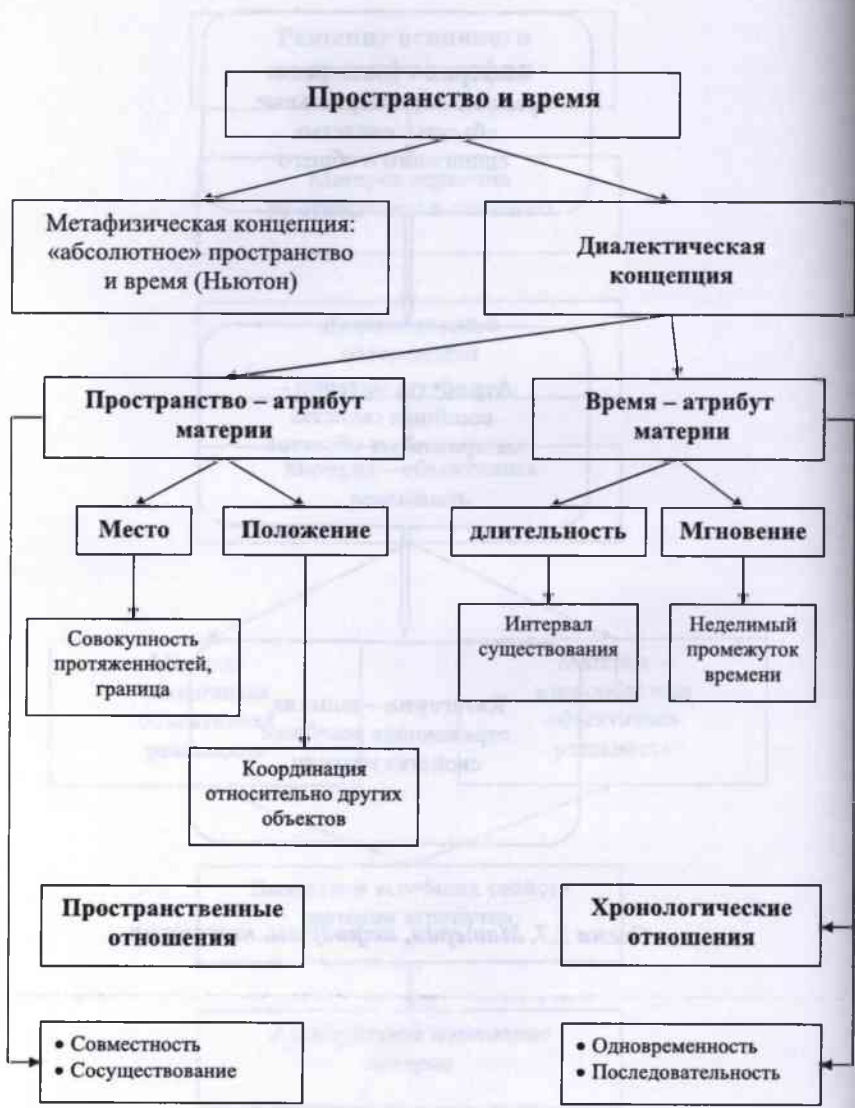 Пространство и время
Метафизическая концепция:
«абсолютное» пространство
и время (Ньютон)
Диалектическая
концепция
Пространство – атрибут
материи
Время – атрибут
материи
Место
Положение
длительность
Мгновение
Совокупность
протяженностей,
граница
Интервал
существования
Неделимый
промежуток
времени
Координация
относительно других
объектов
Пространственные
отношения
Хронологические
отношения
• Совместность
• Сосуществование
• Одновременность
• Последовательность